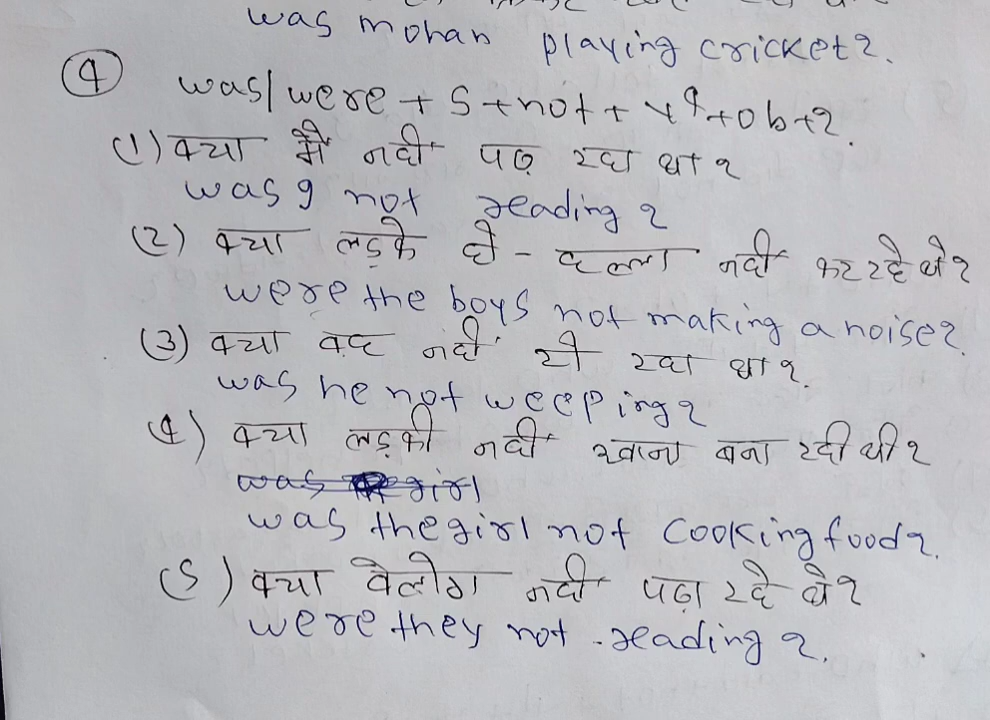 was mohan playing cricket?
(4) was/were + s + not + v4 + ob + ?
(1) क्या मैं नहीं पढ़ रहा था ?
was I not reading ?
(2) क्या लड़के हो - हल्ला नहीं कर रहे थे ?
were the boys not making a noise?
(3) क्या वह नहीं रो रहा था ?
was he not weeping ?
(4) क्या लड़की नहीं खाना बना रही थी ?
was the girl
was the girl not cooking food?
(5) क्या वेलोग नहीं पढ़ रहे थे ?
were they not reading ?